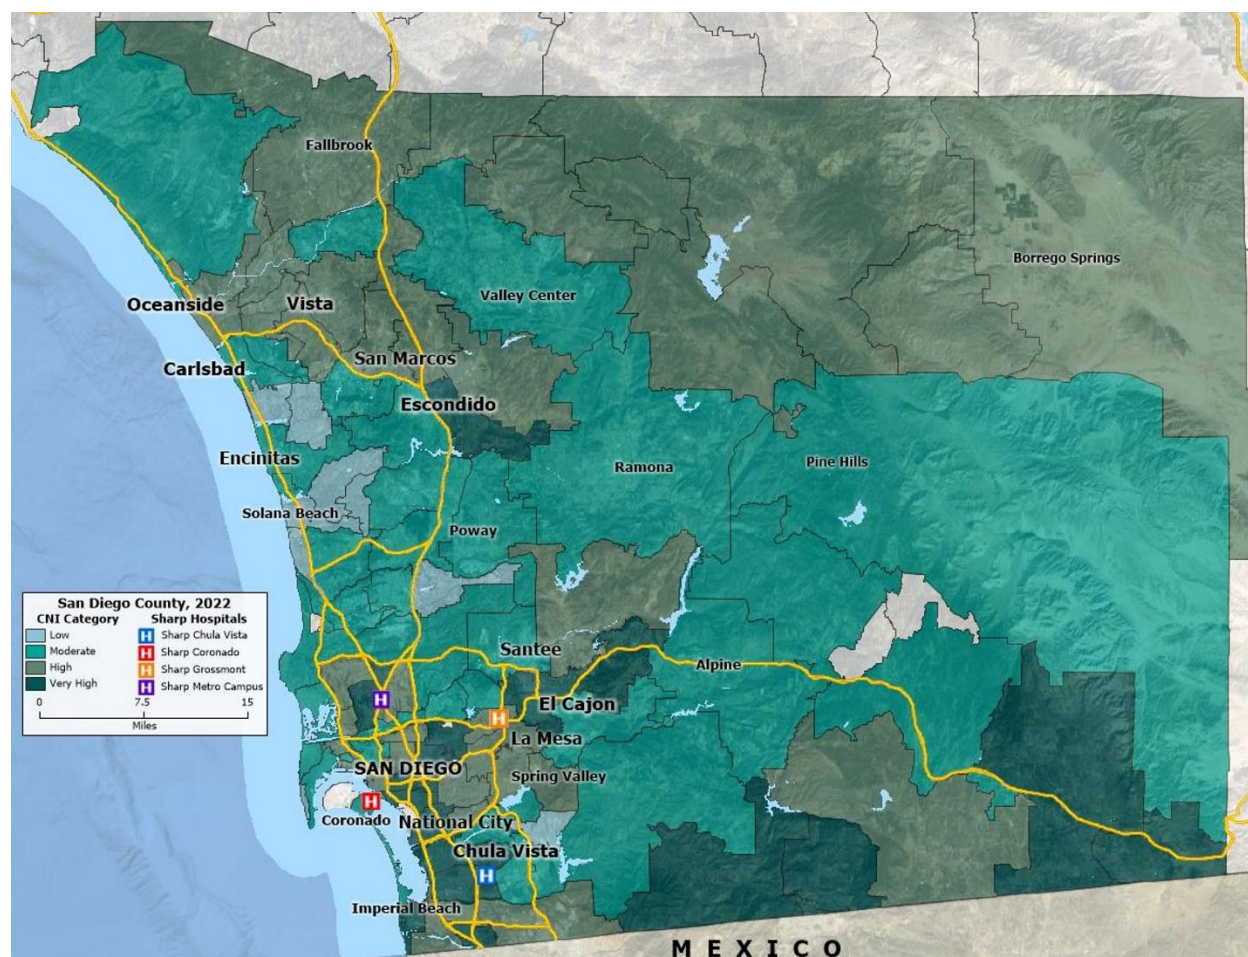 Fallbrook
Borrego Springs
Valley Center
Oceanside
Vista
San Marcos
Carlsbad
Escondido
Encinitas
Ramona
Pine Hills
Solana Beach
Poway
San Diego County, 2022
CNI Category
Low
Moderate
High
Very High
Sharp Hospitals
H Sharp Chula Vista
H Sharp Coronado
H Sharp Grossmont
H Sharp Metro Campus
0 7.5 15
Miles
Santee
Alpine
H
El Cajon
H
La Mesa
SAN DIEGO
Spring Valley
H
Coronado
National City
Chula Vista
H
Imperial Beach
MEXICO